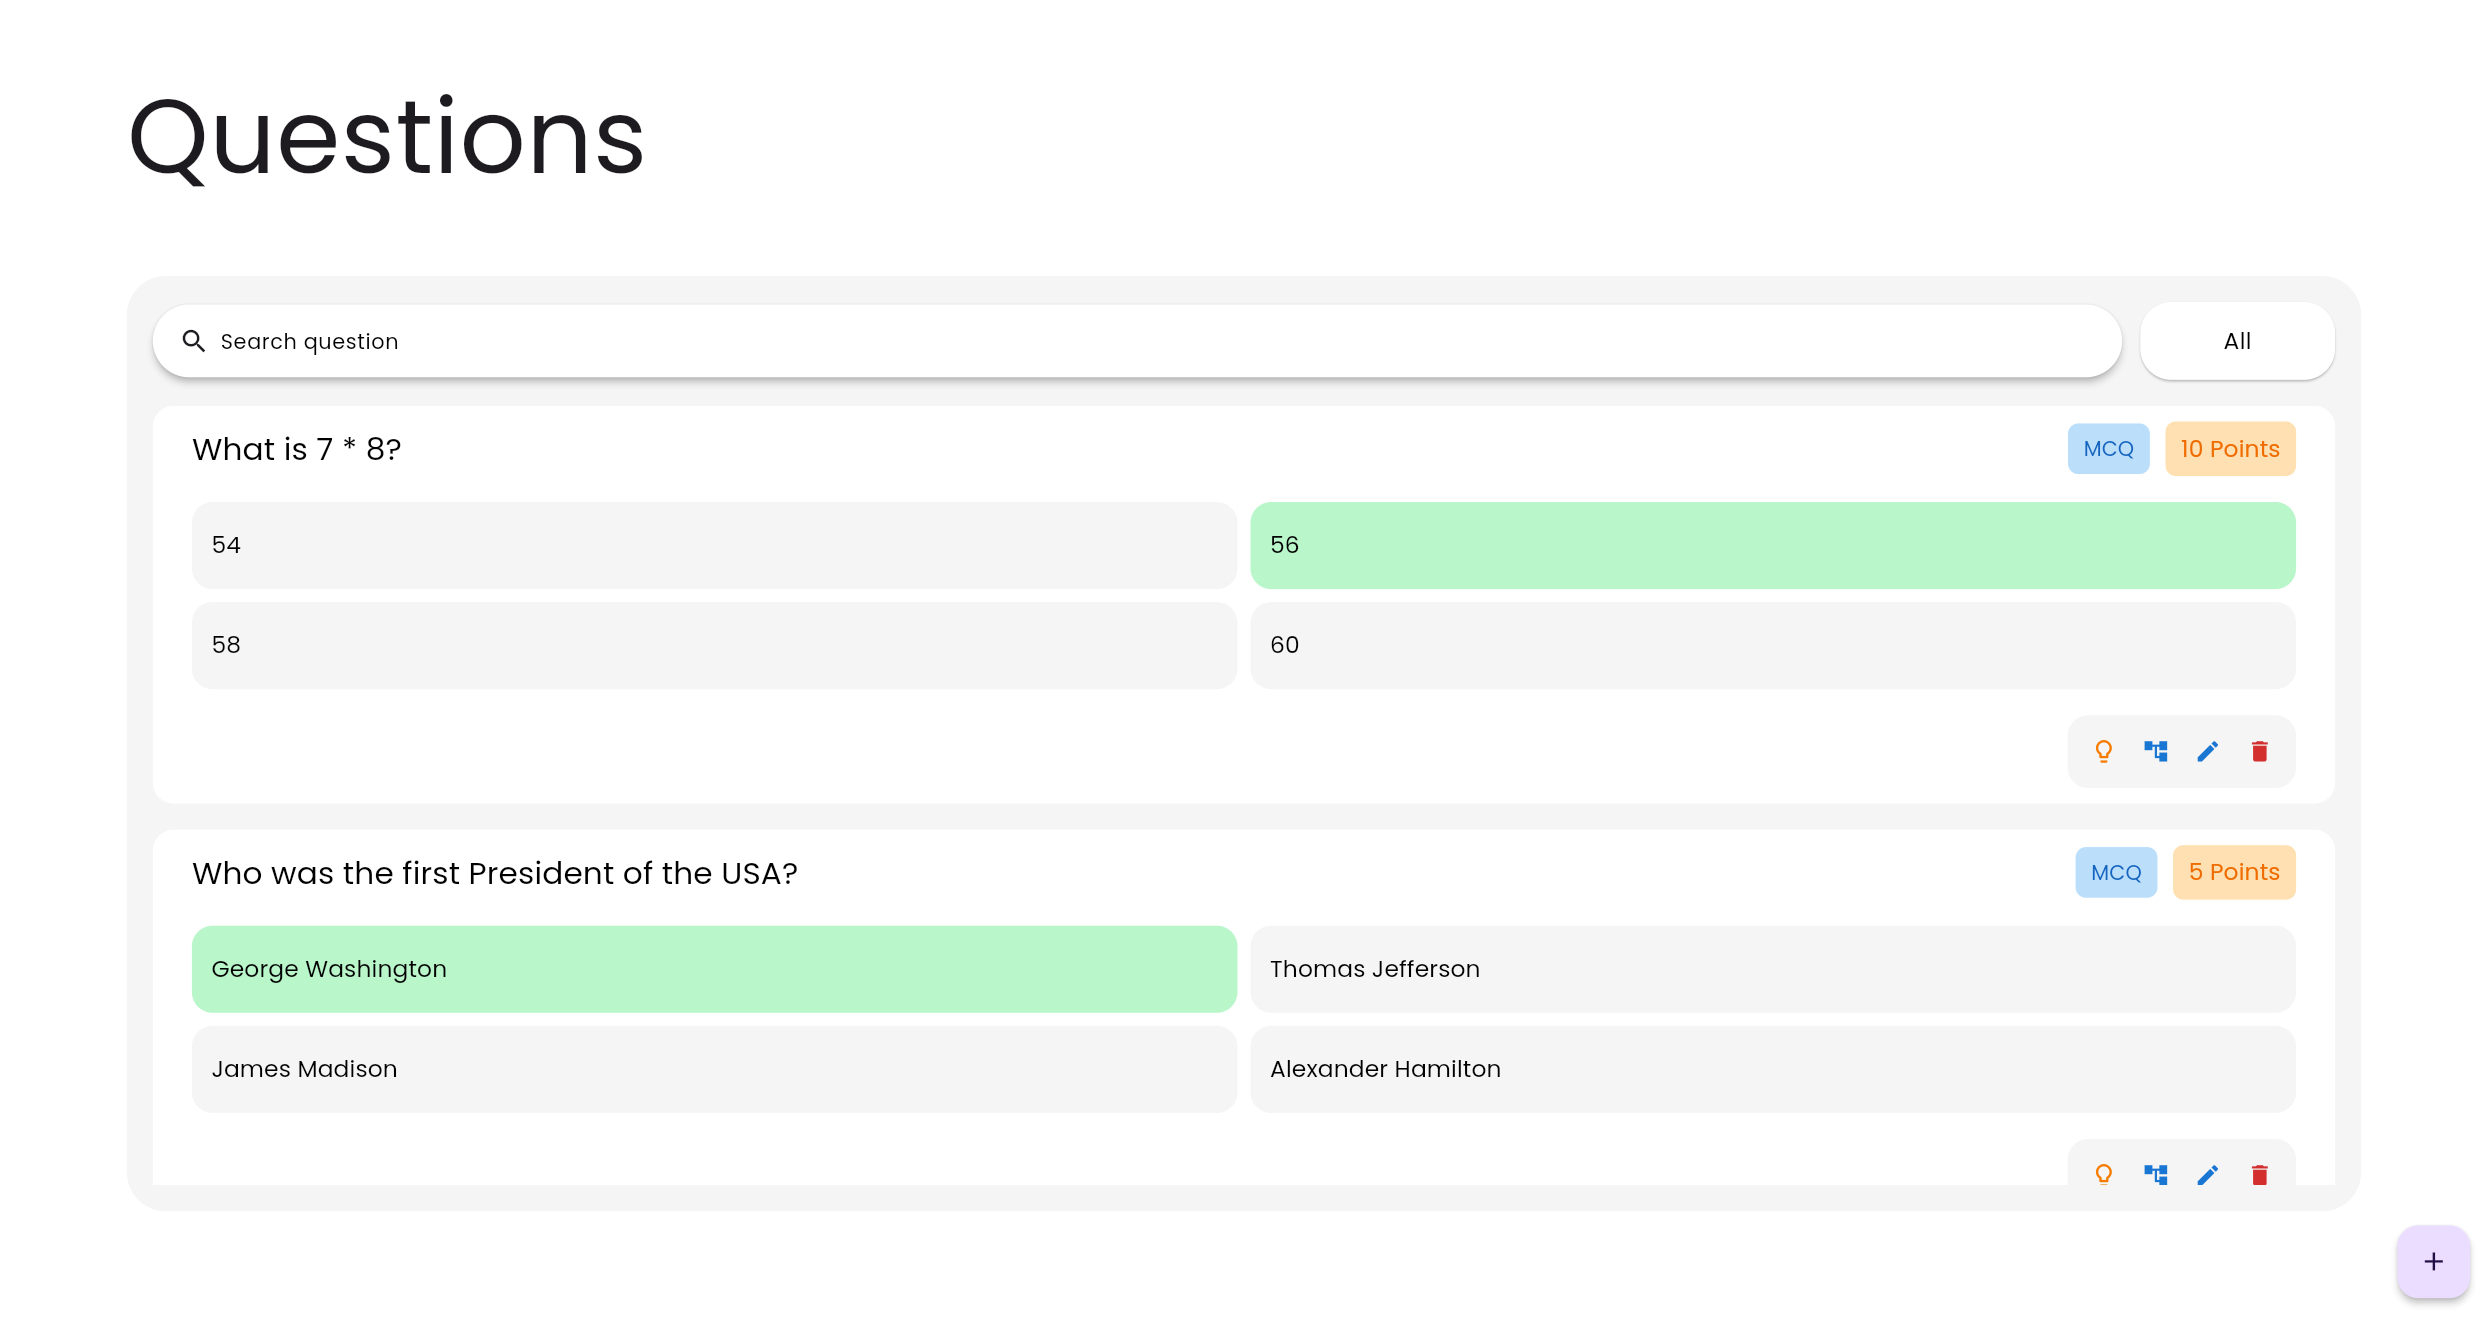 Questions
Search question
All
What is 7 * 8?
MCQ
10 Points
54
56
58
60
Who was the first President of the USA?
MCQ
5 Points
George Washington
Thomas Jefferson
James Madison
Alexander Hamilton
+